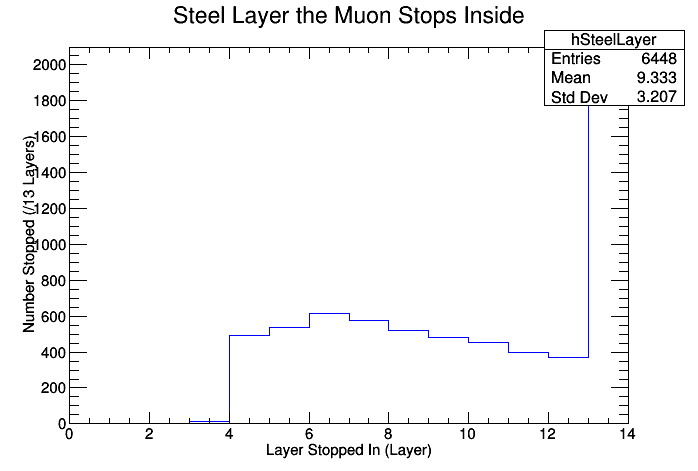 Steel Layer the Muon Stops Inside
hSteelLayer
Entries 6448
Mean 9.333
Std Dev 3.207
Number Stopped (/13 Layers)
2000
1800
1600
1400
1200
1000
800
600
400
200
0
0 2 4 6 8 10 12 14
Layer Stopped In (Layer)